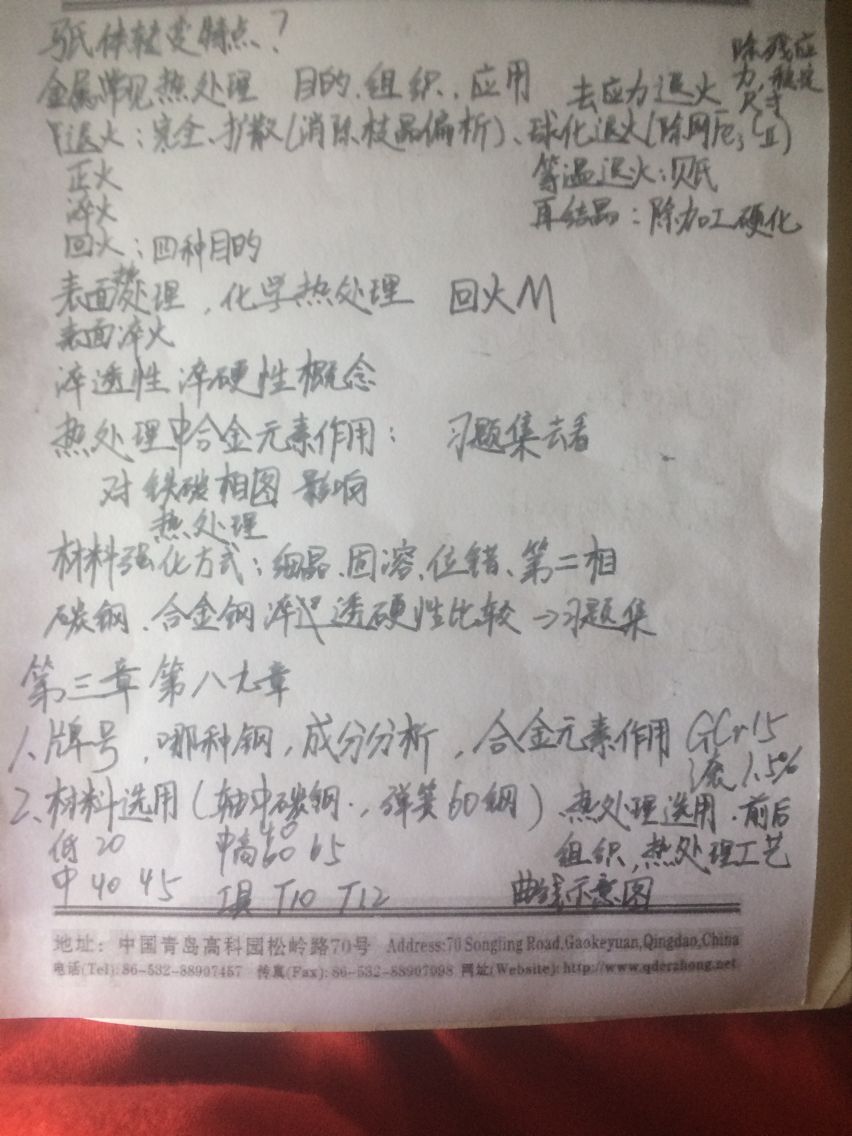 马氏体转变特点？
金属常见热处理 目的、组织、应用 去应力退火 除残应力，稳定尺寸
退火：完全、扩散(消除枝晶偏析)、球化退火(除网Fe3CⅡ)
正火 等温退火：贝氏
淬火 再结晶：除加工硬化
回火：四种目的
表面热处理，化学热处理 回火M
表面淬火
淬透性 淬硬性概念
热处理中合金元素作用： 习题集去看
对铁碳相图影响
热处理
材料强化方式：细晶、固溶、位错、第二相
碳钢、合金钢淬透硬性比较→习题集
第三章 第八九章
1、牌号，哪种钢，成分分析，合金元素作用 GCr15
滚 1.5%
2、材料选用（轴中碳钢，弹簧60钢）、热处理选用、前后
低20 中高60 65 组织，热处理工艺
中40 45 工具 T10 T12 曲线示意图
地址：中国青岛高科园松岭路70号 Address:70 Songling Road,Gaokeyuan,Qingdao,China
电话(Tel):86-532-88907457 传真(Fax):86-532-88907098 网址(Website):http://www.qderzhong.net